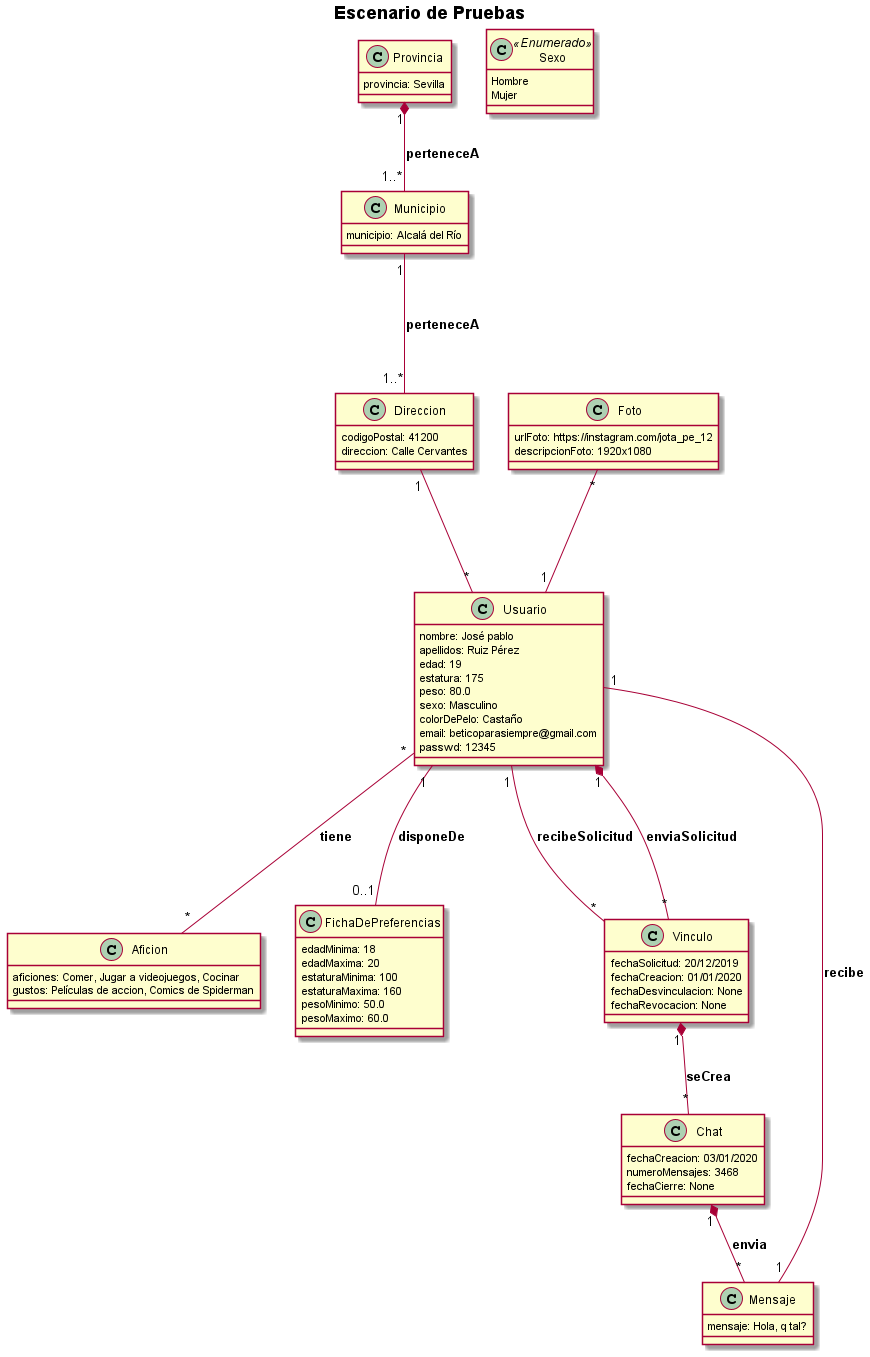 Escenario de Pruebas
C Provincia
provincia: Sevilla
C «Enumerado»
Sexo
Hombre
Mujer
1
perteneceA
1..*
C Municipio
municipio: Alcalá del Río
1
perteneceA
1..*
C Direccion
codigoPostal: 41200
direccion: Calle Cervantes
C Foto
urlFoto: https://instagram.com/jota_pe_12
descripcionFoto: 1920x1080
1
*
*
1
C Usuario
nombre: José pablo
apellidos: Ruiz Pérez
edad: 19
estatura: 175
peso: 80.0
sexo: Masculino
colorDePelo: Castaño
email: beticoparasiempre@gmail.com
passwd: 12345
1
*
1
1
1
tiene
disponeDe
recibeSolicitud
enviaSolicitud
*
0..1
*
*
C Aficion
aficiones: Comer, Jugar a videojuegos, Cocinar
gustos: Películas de accion, Comics de Spiderman
C FichaDePreferencias
edadMinima: 18
edadMaxima: 20
estaturaMinima: 100
estaturaMaxima: 160
pesoMinimo: 50.0
pesoMaximo: 60.0
C Vinculo
fechaSolicitud: 20/12/2019
fechaCreacion: 01/01/2020
fechaDesvinculacion: None
fechaRevocacion: None
recibe
1
seCrea
*
C Chat
fechaCreacion: 03/01/2020
numeroMensajes: 3468
fechaCierre: None
1
envia
*
1
C Mensaje
mensaje: Hola, q tal?